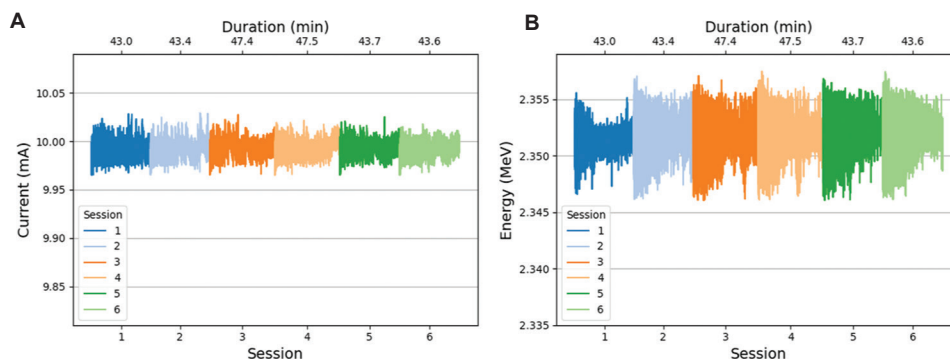 A
Duration (min)
43.0 43.4 47.4 47.5 43.7 43.6
Current (mA)
10.05
10.00
9.95
9.90
9.85
Session
1
2
3
4
5
6
1 2 3 4 5 6
Session
B
Duration (min)
43.0 43.4 47.4 47.5 43.7 43.6
Energy (MeV)
2.355
2.350
2.345
2.340
2.335
Session
1
2
3
4
5
6
1 2 3 4 5 6
Session